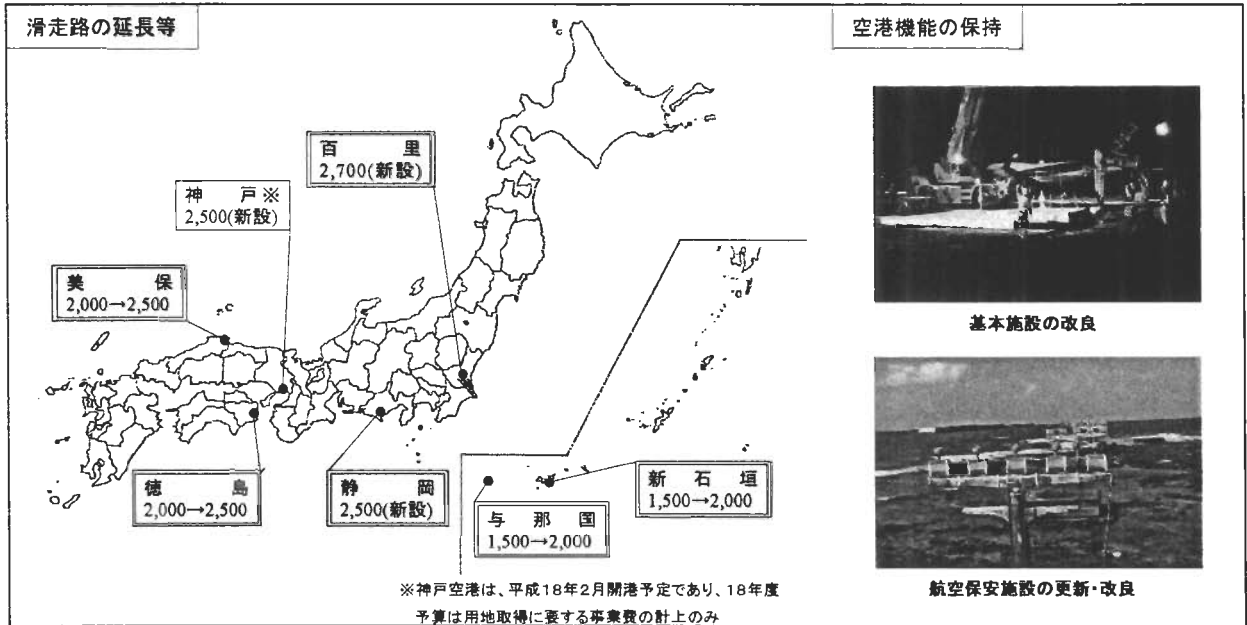 滑走路の延長等
百里
2,700(新設)
神戸※
2,500(新設)
美保
2,000→2,500
徳島
2,000→2,500
静岡
2,500(新設)
与那国
1,500→2,000
新石垣
1,500→2,000
※神戸空港は、平成18年2月開港予定であり、18年度
予算は用地取得に要する事業費の計上のみ
空港機能の保持
基本施設の改良
航空保安施設の更新・改良